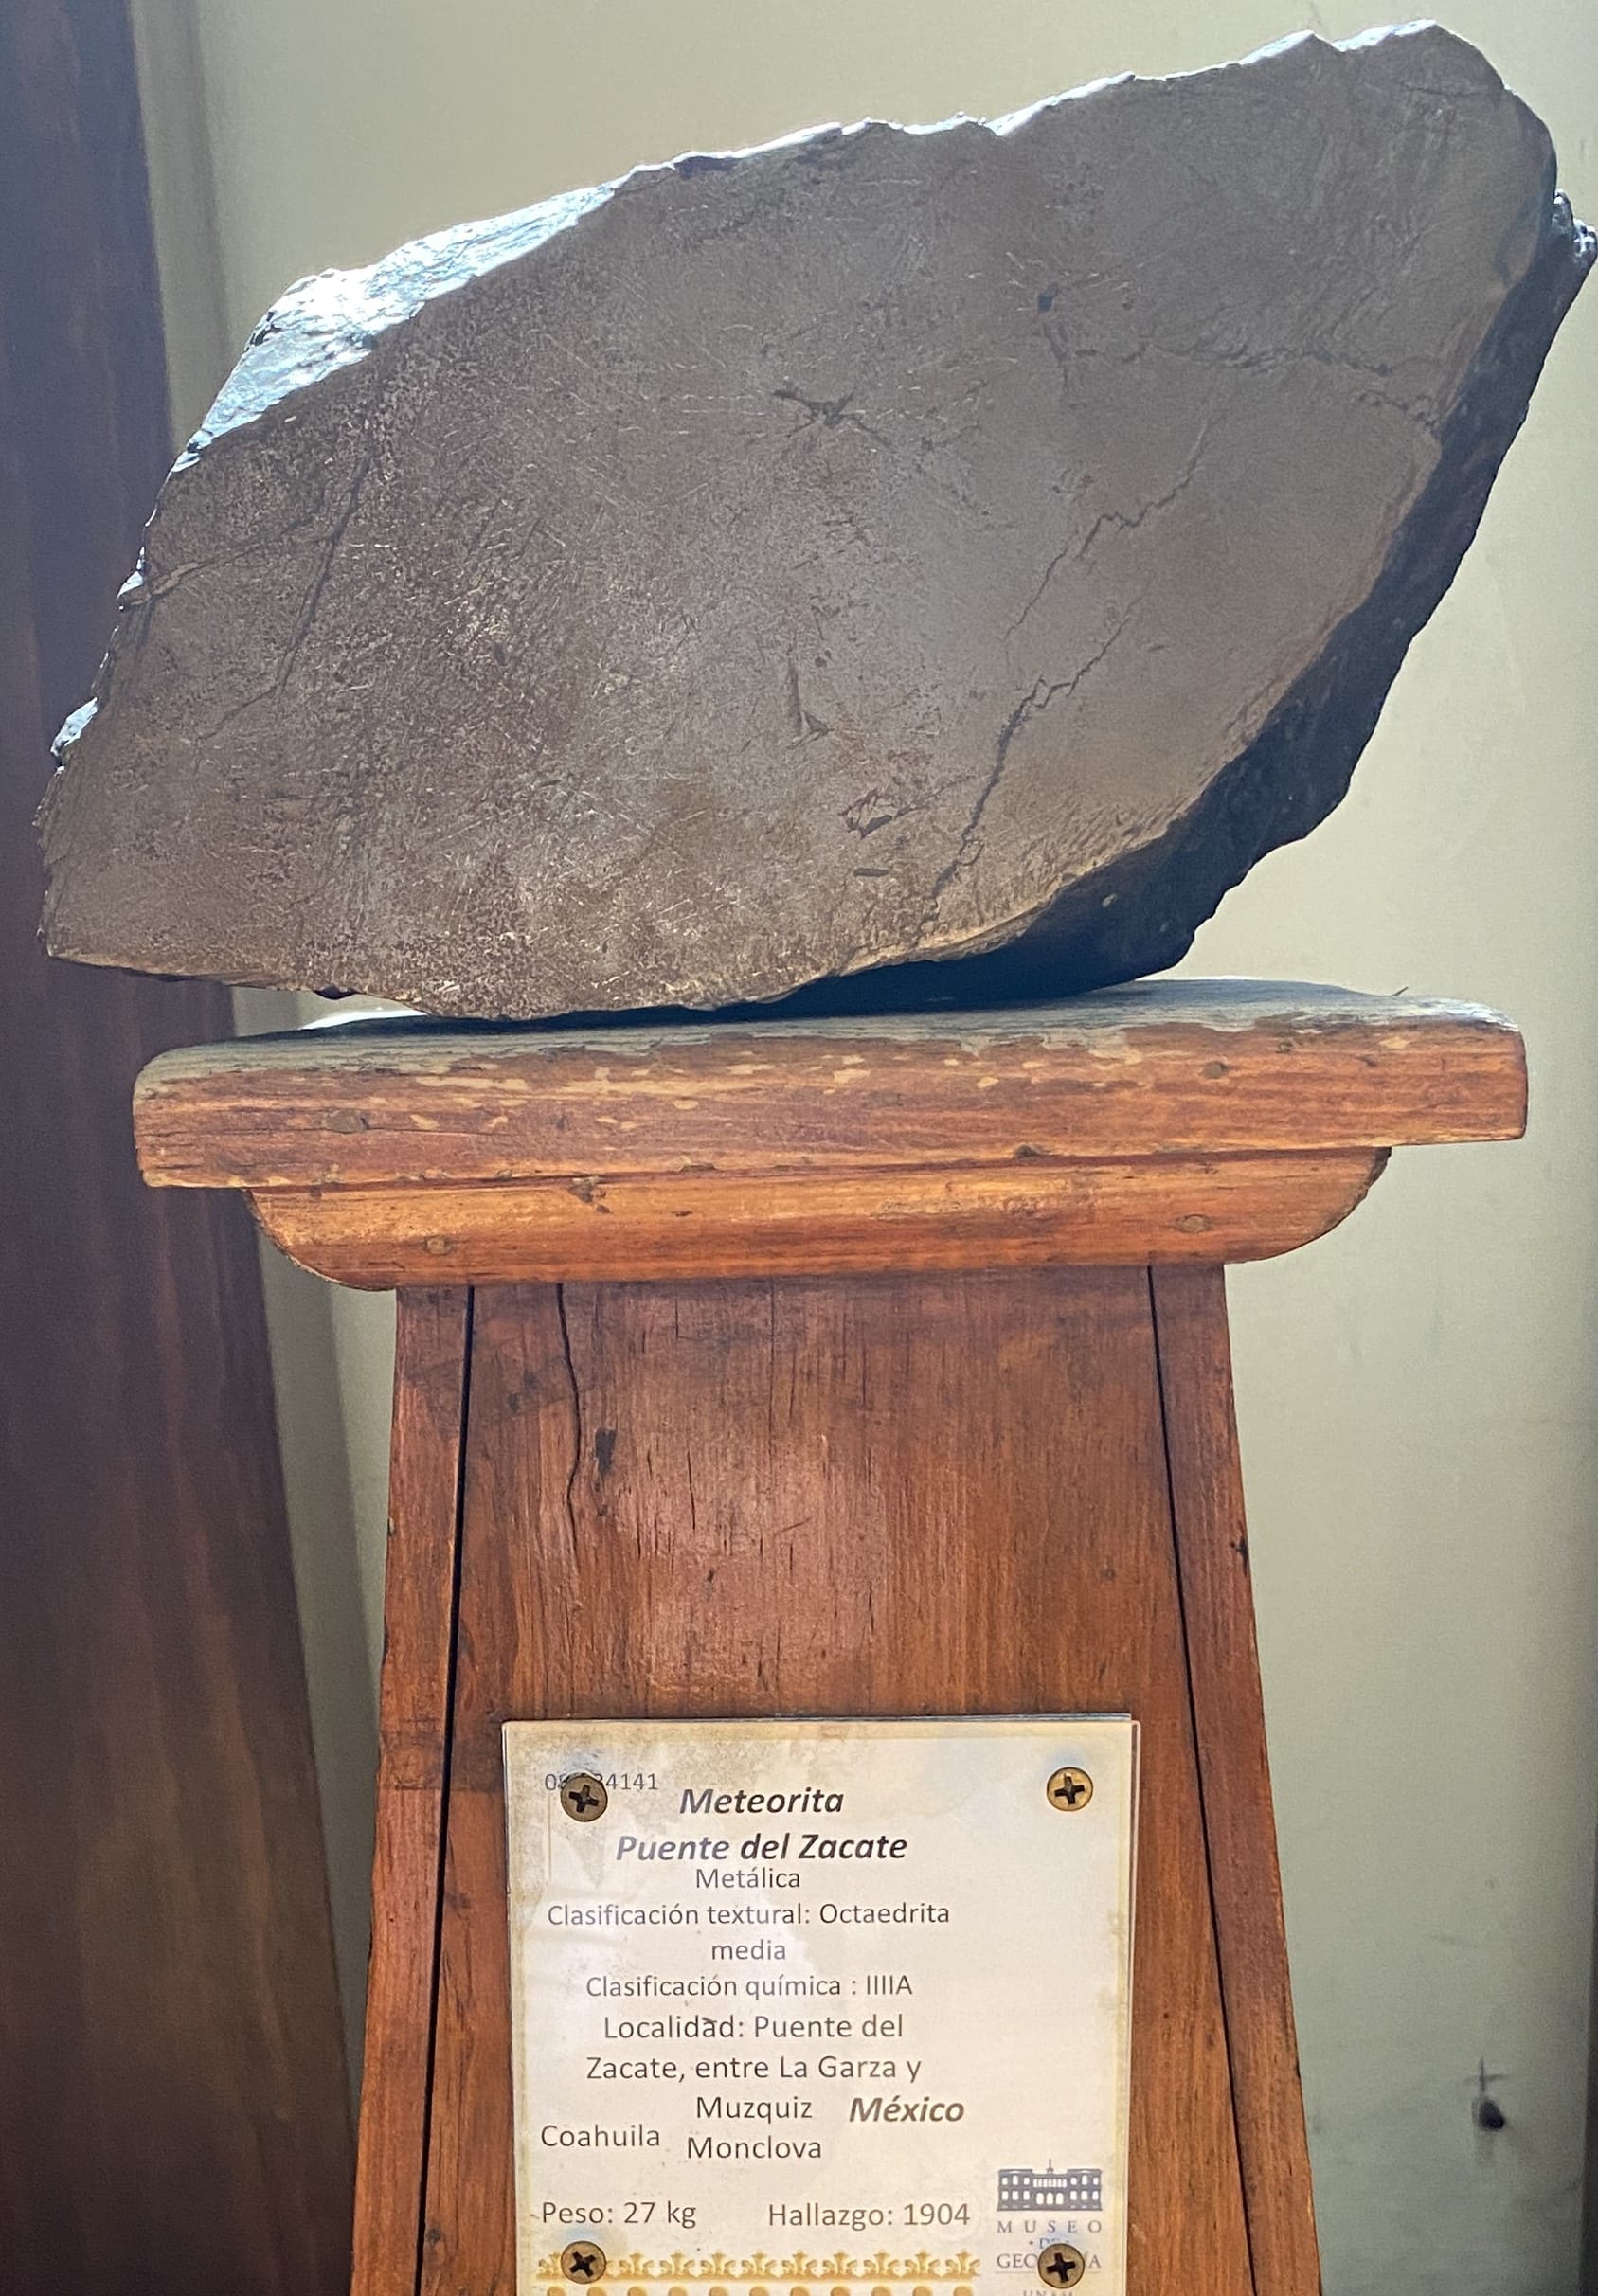 Meteorita
Puente del Zacate
Metálica
Clasificación textural: Octaedrita
media
Clasificación química : IIIIA
Localidad: Puente del
Zacate, entre La Garza y
Muzquiz México
Coahuila Monclova
Peso: 27 kg Hallazgo: 1904
MUSEO